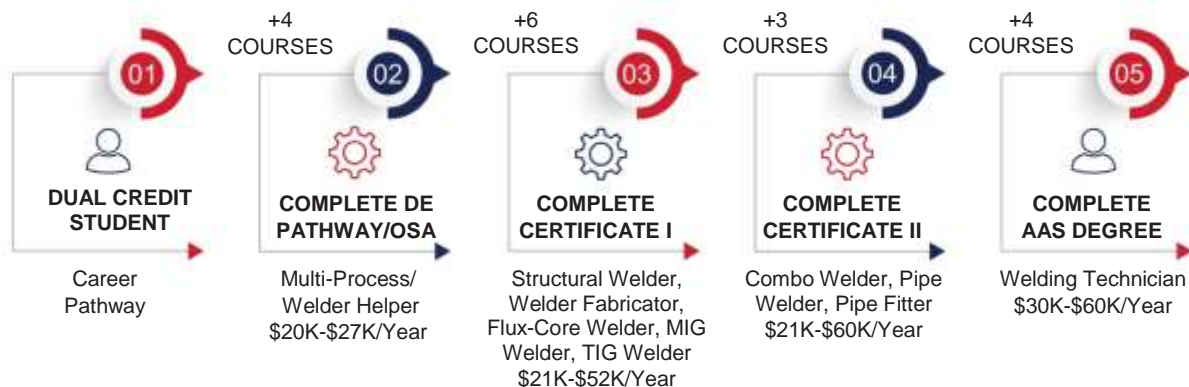 01
DUAL CREDIT
STUDENT
Career
Pathway
+4
COURSES
02
COMPLETE DE
PATHWAY/OSA
Multi-Process/
Welder Helper
$20K-$27K/Year
+6
COURSES
03
COMPLETE
CERTIFICATE I
Structural Welder,
Welder Fabricator,
Flux-Core Welder, MIG
Welder, TIG Welder
$21K-$52K/Year
+3
COURSES
04
COMPLETE
CERTIFICATE II
Combo Welder, Pipe
Welder, Pipe Fitter
$21K-$60K/Year
+4
COURSES
05
COMPLETE
AAS DEGREE
Welding Technician
$30K-$60K/Year